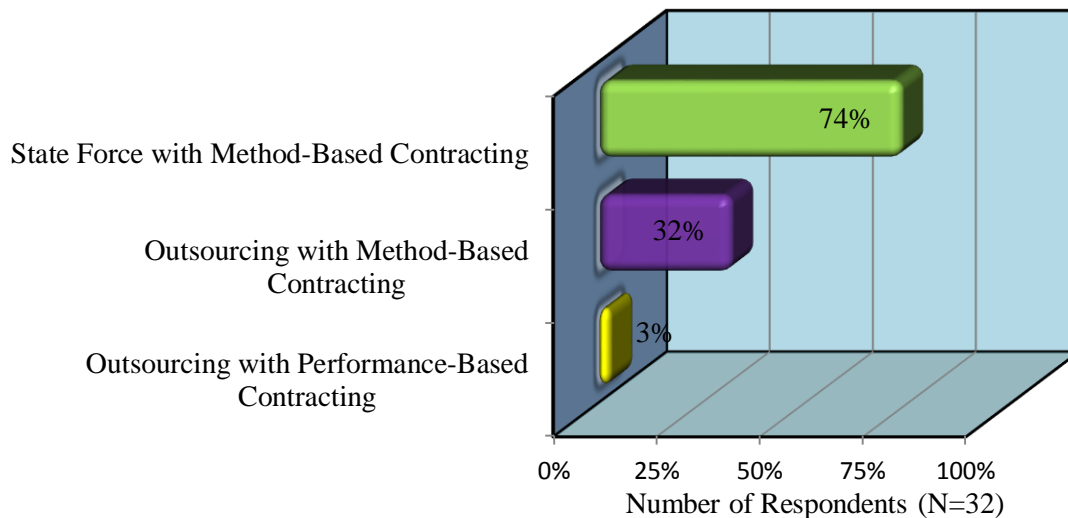 State Force with Method-Based Contracting
74%
Outsourcing with Method-Based
Contracting
32%
Outsourcing with Performance-Based
Contracting
3%
0% 25% 50% 75% 100%
Number of Respondents (N=32)